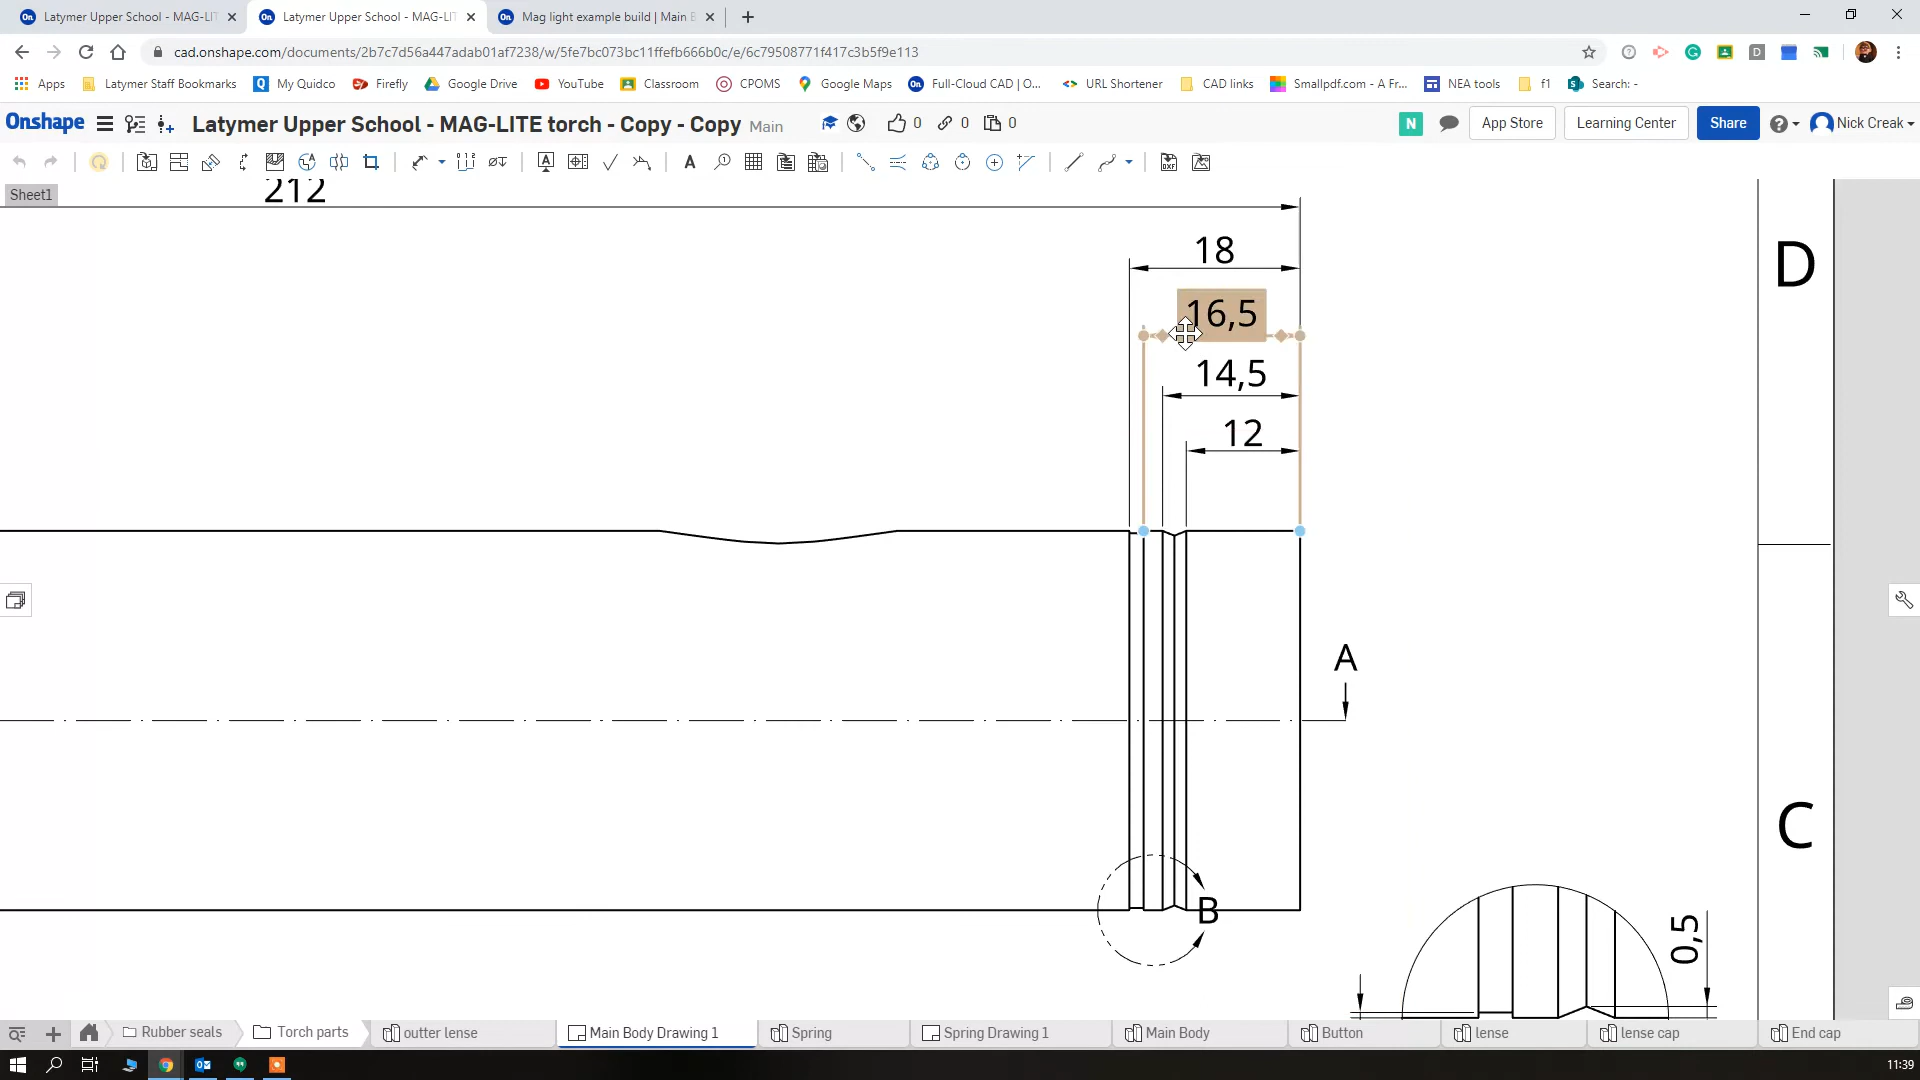 Latymer Upper School - MAG-LI
Latymer Upper School - MAG-LIT
Mag light example build | Main B
cad.onshape.com/documents/2b7c7d56a447adab01af7238/w/5fe7bc073bc11ffefb666b0c/e/6c79508771f417c3b5f9e113
Apps
Latymer Staff Bookmarks
My Quidco
Firefly
Google Drive
YouTube
Classroom
CPOMS
Google Maps
Full-Cloud CAD | O...
URL Shortener
CAD links
Smallpdf.com - A Fr...
NEA tools
f1
Search: -
Onshape
Latymer Upper School - MAG-LITE torch - Copy - Copy Main
0
0
0
N
App Store
Learning Center
Share
Nick Creak
Sheet1
212
18
16,5
14,5
12
D
A
C
B
0,5
Rubber seals
Torch parts
outter lense
Main Body Drawing 1
Spring
Spring Drawing 1
Main Body
Button
lense
lense cap
End cap
11:39